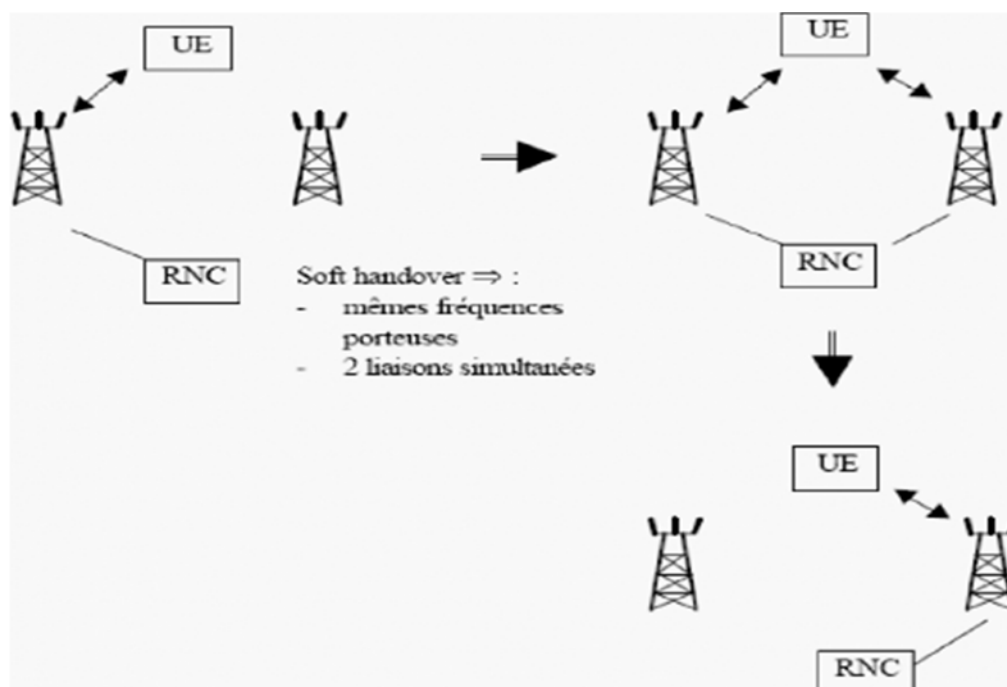 UE
UE
RNC
Soft handover ⇒ :
- mêmes fréquences
porteuses
- 2 liaisons simultanées
RNC
UE
RNC